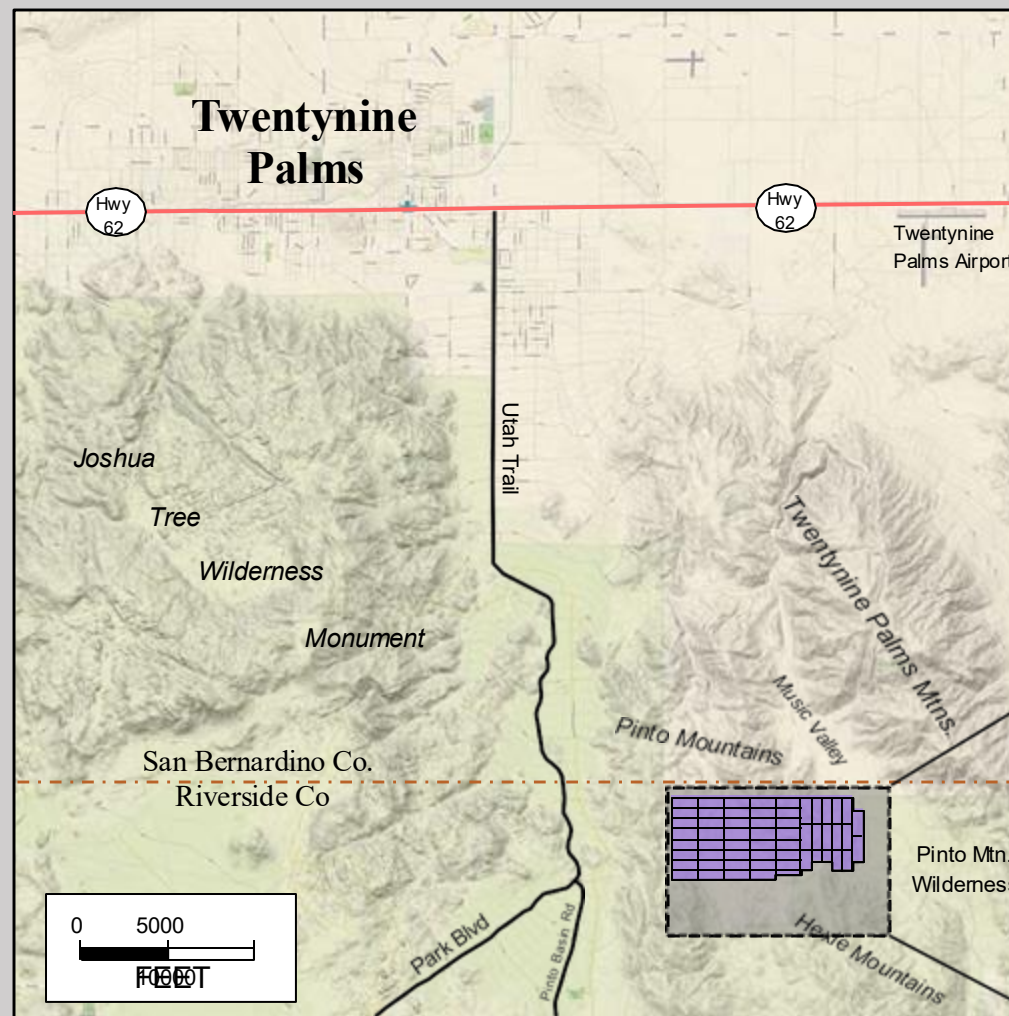 Twentynine
Palms
Hwy
62
Hwy
62
Twentynine
Palms Airport
Utah Trail
Joshua
Tree
Wilderness
Monument
Twentynine Palms Mtns.
Music Valley
Pinto Mountains
San Bernardino Co.
Riverside Co
Pinto Mtn.
Wilderness
Hexie Mountains
Park Blvd
Pinto Basin Rd
0 5000
10000
FEET